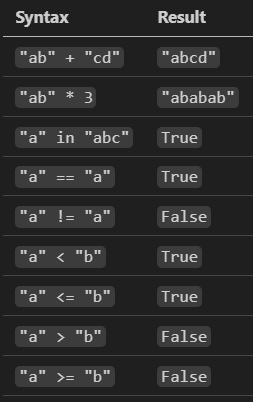 Syntax Result
"ab" + "cd" "abcd"
"ab" * 3 "ababab"
"a" in "abc" True
"a" == "a" True
"a" != "a" False
"a" < "b" True
"a" <= "b" True
"a" > "b" False
"a" >= "b" False